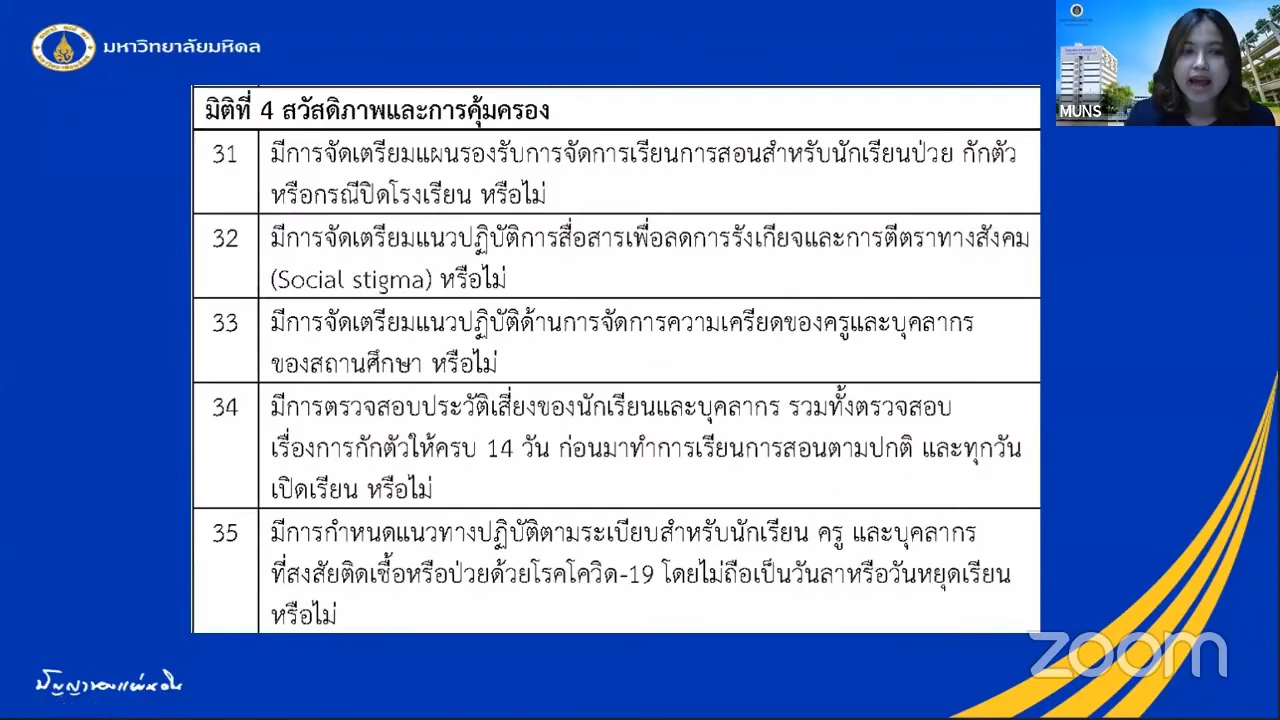 มหาวิทยาลัยมหิดล
MUNS
มิติที่ 4 สวัสดิภาพและการคุ้มครอง
31 มีการจัดเตรียมแผนรองรับการจัดการเรียนการสอนสำหรับนักเรียนป่วย กักตัว
หรือกรณีปิดโรงเรียน หรือไม่
32 มีการจัดเตรียมแนวปฏิบัติการสื่อสารเพื่อลดการรังเกียจและการตีตราทางสังคม
(Social stigma) หรือไม่
33 มีการจัดเตรียมแนวปฏิบัติด้านการจัดการความเครียดของครูและบุคลากร
ของสถานศึกษา หรือไม่
34 มีการตรวจสอบประวัติเสี่ยงของนักเรียนและบุคลากร รวมทั้งตรวจสอบ
เรื่องการกักตัวให้ครบ 14 วัน ก่อนมาทำการเรียนการสอนตามปกติ และทุกวัน
เปิดเรียน หรือไม่
35 มีการกำหนดแนวทางปฏิบัติตามระเบียบสำหรับนักเรียน ครู และบุคลากร
ที่สงสัยติดเชื้อหรือป่วยด้วยโรคโควิด-19 โดยไม่ถือเป็นวันลาหรือวันหยุดเรียน
หรือไม่
zoom
ปัญญาของแผ่นดิน